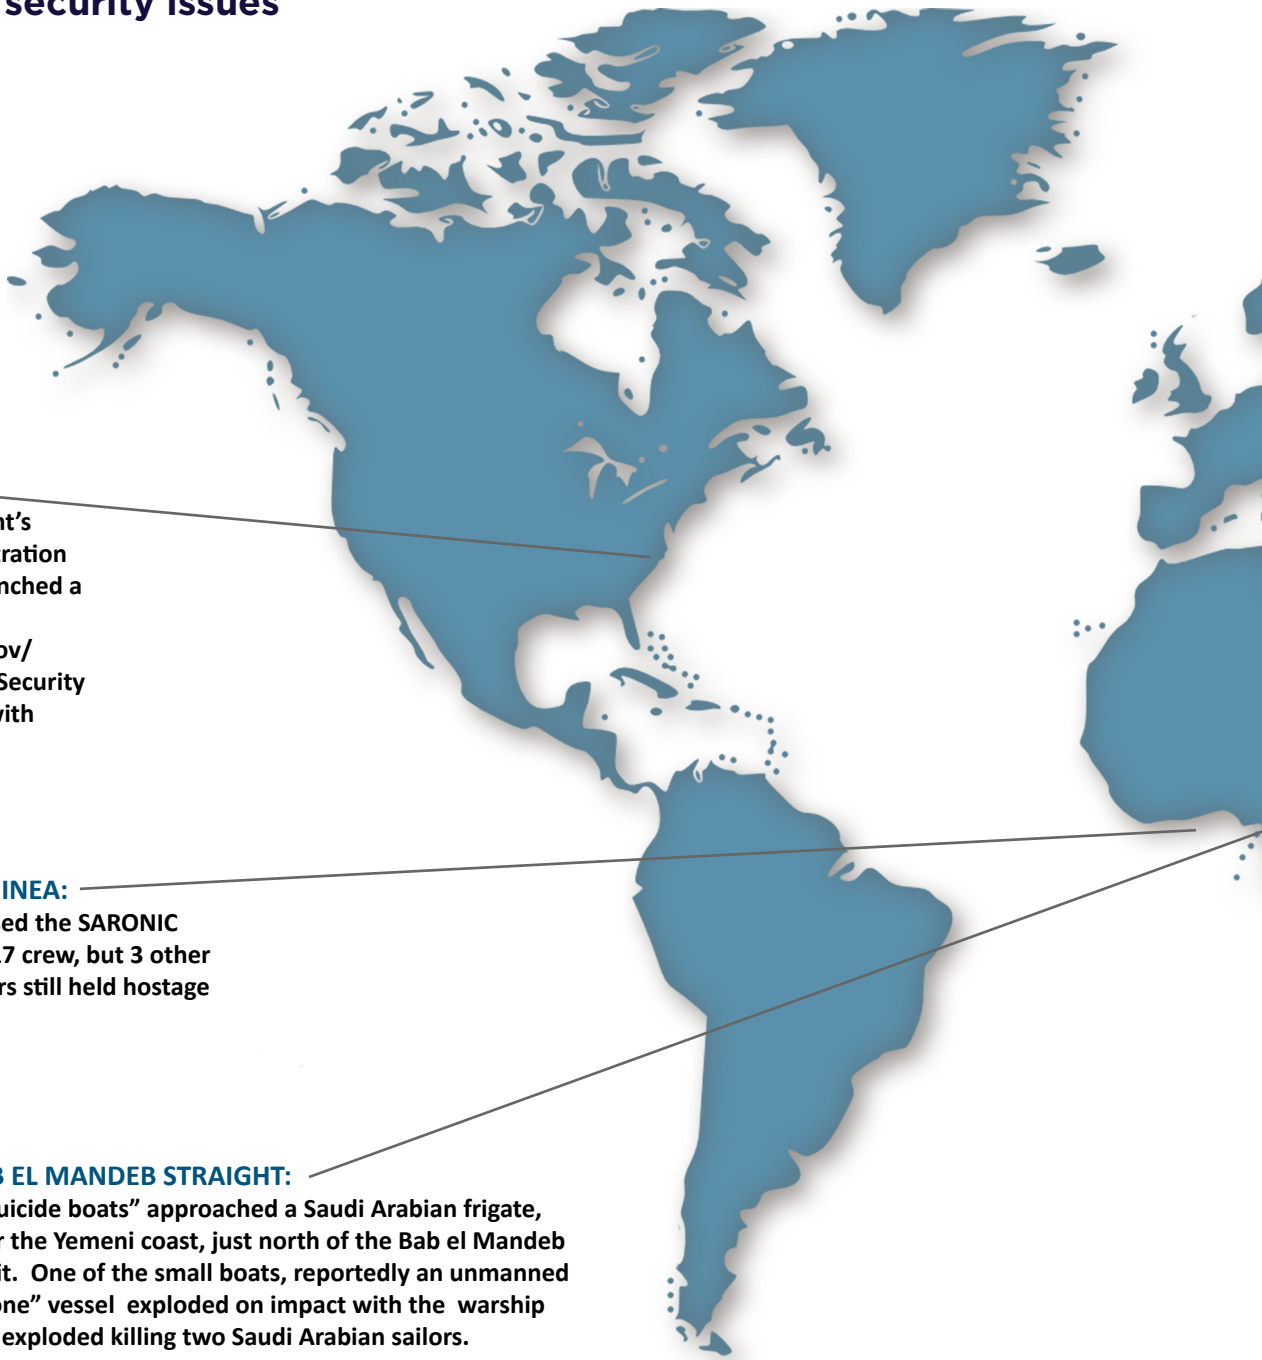 security issues
nt's
tration
nched a
ov/
Security
with
INEA:
sed the SARONIC
17 crew, but 3 other
rs still held hostage
B EL MANDEB STRAIGHT:
uicide boats” approached a Saudi Arabian frigate,
r the Yemeni coast, just north of the Bab el Mandeb
it. One of the small boats, reportedly an unmanned
one” vessel exploded on impact with the warship
exploded killing two Saudi Arabian sailors.